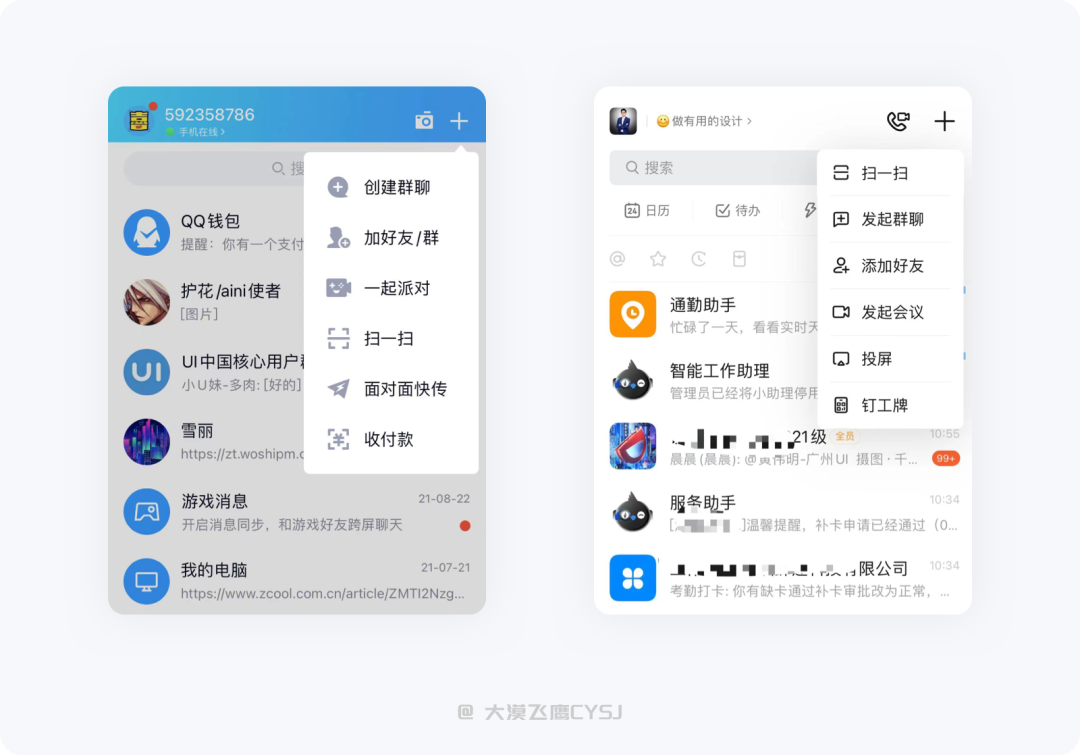 592358786
手机在线 >
搜
QQ钱包
提醒：你有一个支付
护花/aini使者
[图片]
UI
UI中国核心用户群
小U妹-多肉: [好的]
雪丽
https://zt.woshipm.c
游戏消息
21-08-22
开启消息同步，和游戏好友跨屏聊天
我的电脑
21-07-21
https://www.zcool.com.cn/article/ZMTI2Nzg...
创建群聊
加好友/群
一起派对
扫一扫
面对面快传
收付款
做有用的设计 >
搜索
24 日历
待办
通勤助手
忙碌了一天，看看实时天
智能工作助理
管理员已经将小助理停用
21级 全员
10:55
晨晨(晨晨): @黄伟明-广州UI 摄图·千...
99+
服务助手
10:34
]温馨提醒，补卡申请已经通过（0...
有限公司
10:34
考勤打卡: 你有缺卡通过补卡审批改为正常，...
扫一扫
发起群聊
添加好友
发起会议
投屏
钉工牌
@ 大漠飞鹰CYSJ